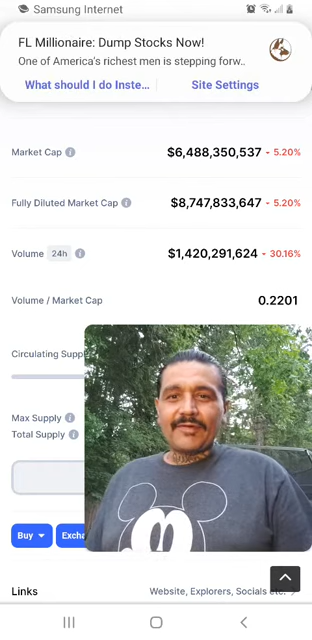 Samsung Internet
FL Millionaire: Dump Stocks Now!
One of America's richest men is stepping forw..
What should I do Inste... Site Settings
Market Cap $6,488,350,537 - 5.20%
Fully Diluted Market Cap $8,747,833,647 - 5.20%
Volume 24h $1,420,291,624 - 30.16%
Volume / Market Cap 0.2201
Circulating Supp
Max Supply
Total Supply
Buy Excha
Links Website, Explorers, Socials etc.